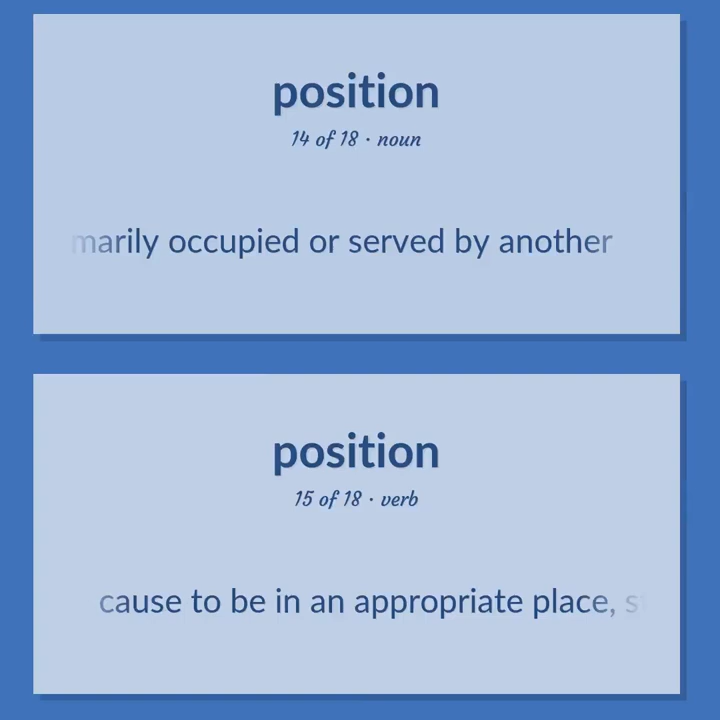 position
14 of 18 · noun
marily occupied or served by another
position
15 of 18 · verb
cause to be in an appropriate place,